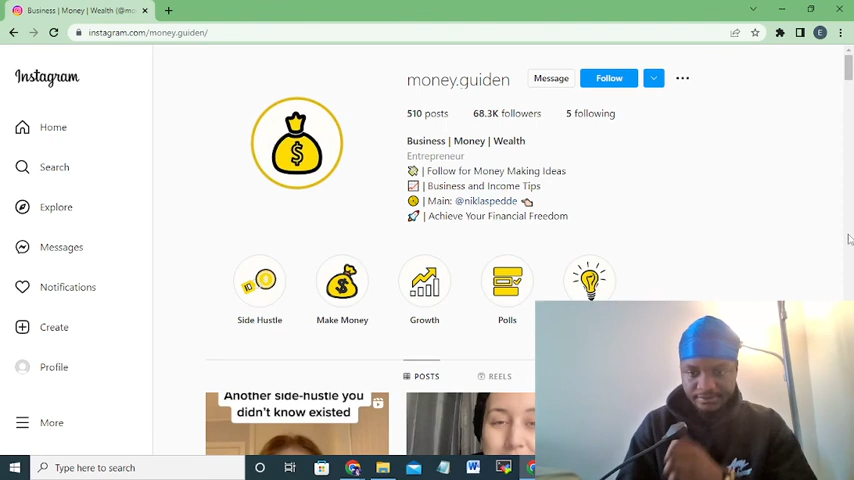 Business | Money | Wealth (@mo
instagram.com/money.guiden/
E
Instagram
money.guiden
Message
Follow
510 posts
68.3K followers
5 following
Business | Money | Wealth
Entrepreneur
| Follow for Money Making Ideas
| Business and Income Tips
| Main: @niklaspedde
| Achieve Your Financial Freedom
Home
Search
Explore
Messages
Notifications
Create
Profile
More
Side Hustle
Make Money
Growth
Polls
POSTS
REELS
Another side-hustle you
didn't know existed
Type here to search